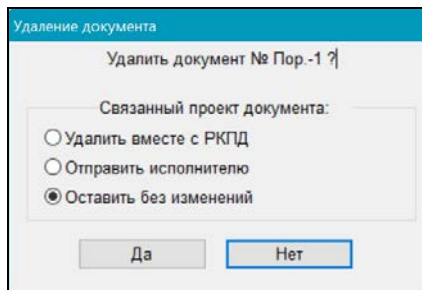 Удаление документа
Удалить документ № Пор.-1 ?
Связанный проект документа:
Удалить вместе с РКПД
Отправить исполнителю
Оставить без изменений
Да
Нет